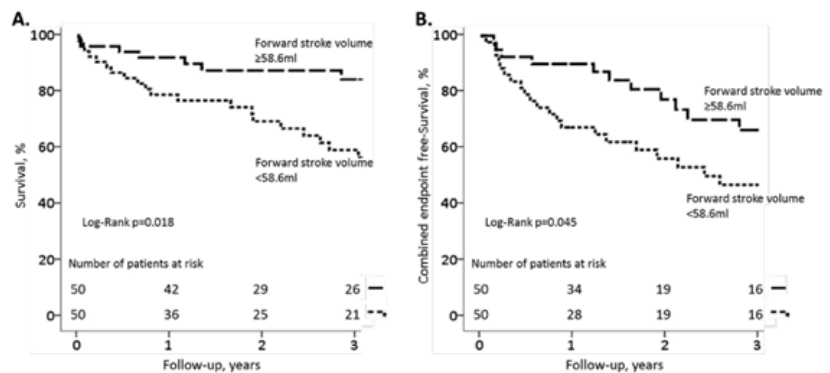 A.
100
80
60
40
20
0
Survival, %
Forward stroke volume
≥58.6ml
Forward stroke volume
<58.6ml
Log-Rank p=0.018
Number of patients at risk
50 42 29 26
50 36 25 21
0 1 2 3
Follow-up, years
B.
100
80
60
40
20
0
Combined endpoint free-Survival, %
Forward stroke volume
≥58.6ml
Forward stroke volume
<58.6ml
Log-Rank p=0.045
Number of patients at risk
50 34 19 16
50 28 19 16
0 1 2 3
Follow-up, years